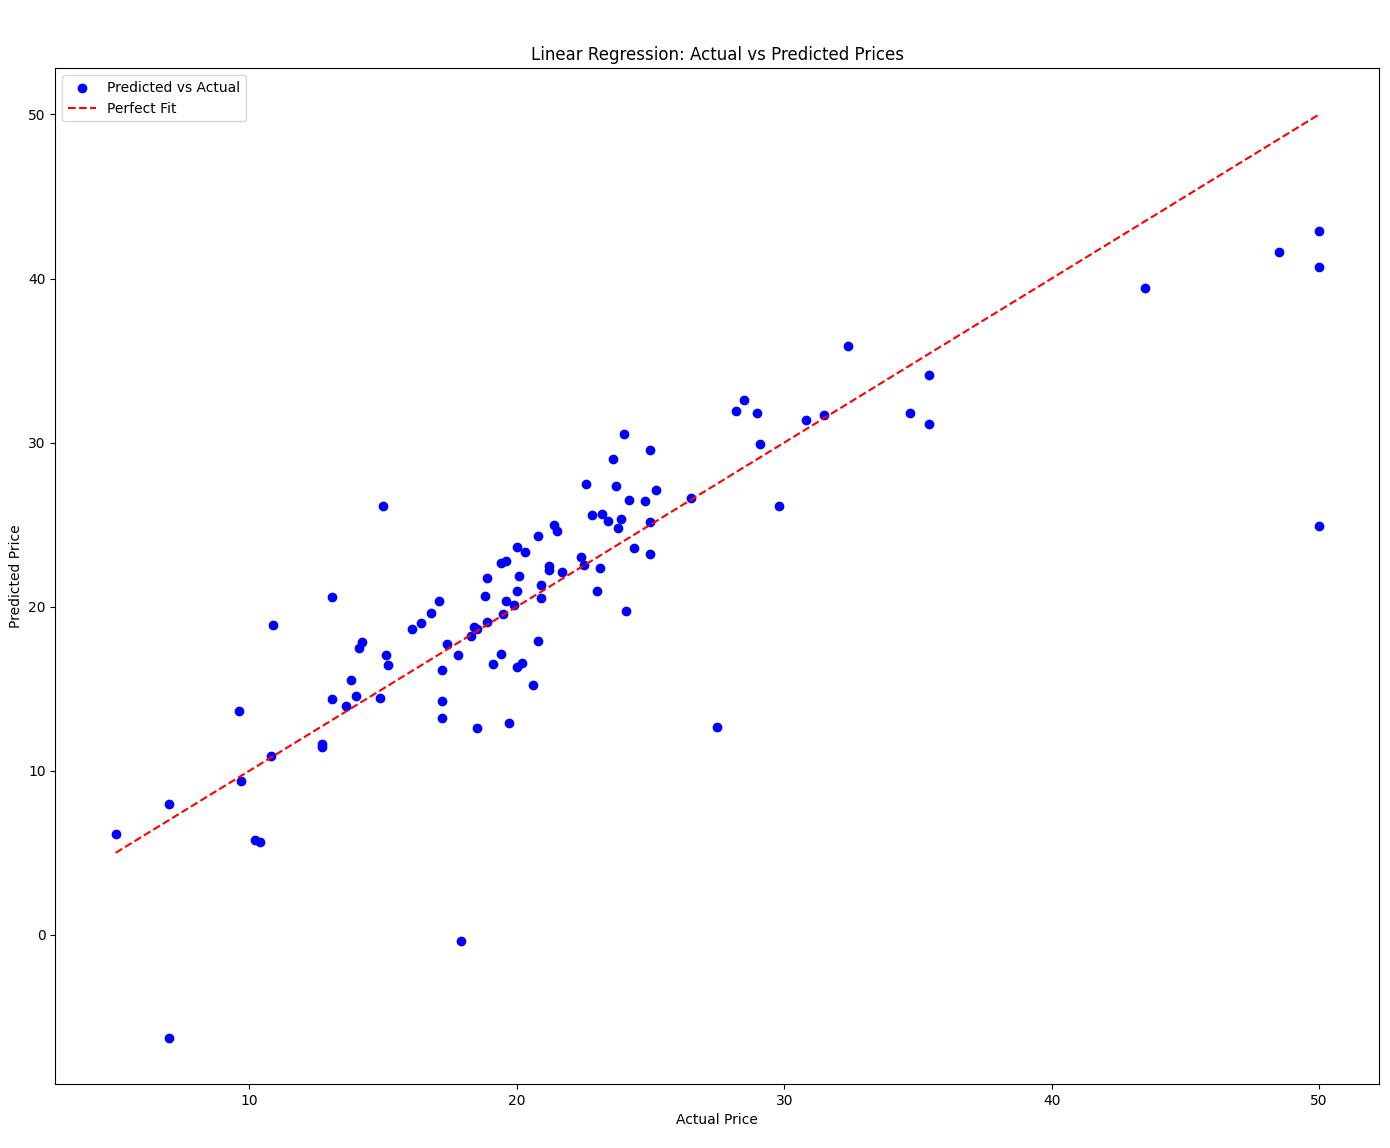 Linear Regression: Actual vs Predicted Prices
Predicted vs Actual
Perfect Fit
50
40
30
20
10
0
Predicted Price
10
20
30
40
50
Actual Price